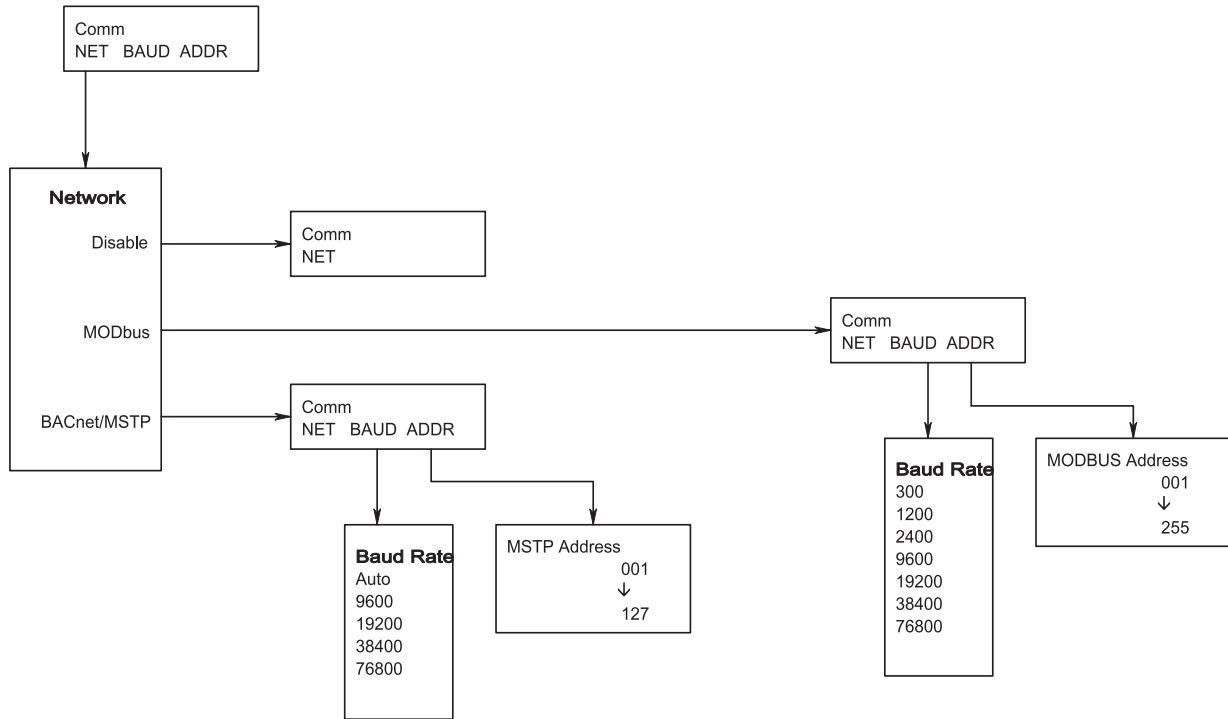 Comm
NET BAUD ADDR
Network
Disable
MODbus
BACnet/MSTP
Comm
NET
Comm
NET BAUD ADDR
Comm
NET BAUD ADDR
Baud Rate
Auto
9600
19200
38400
76800
MSTP Address
001
↓
127
Baud Rate
300
1200
2400
9600
19200
38400
76800
MODBUS Address
001
↓
255